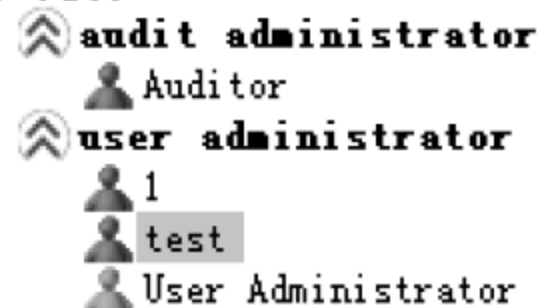 audit administrator
Auditor
user administrator
1
test
User Administrator